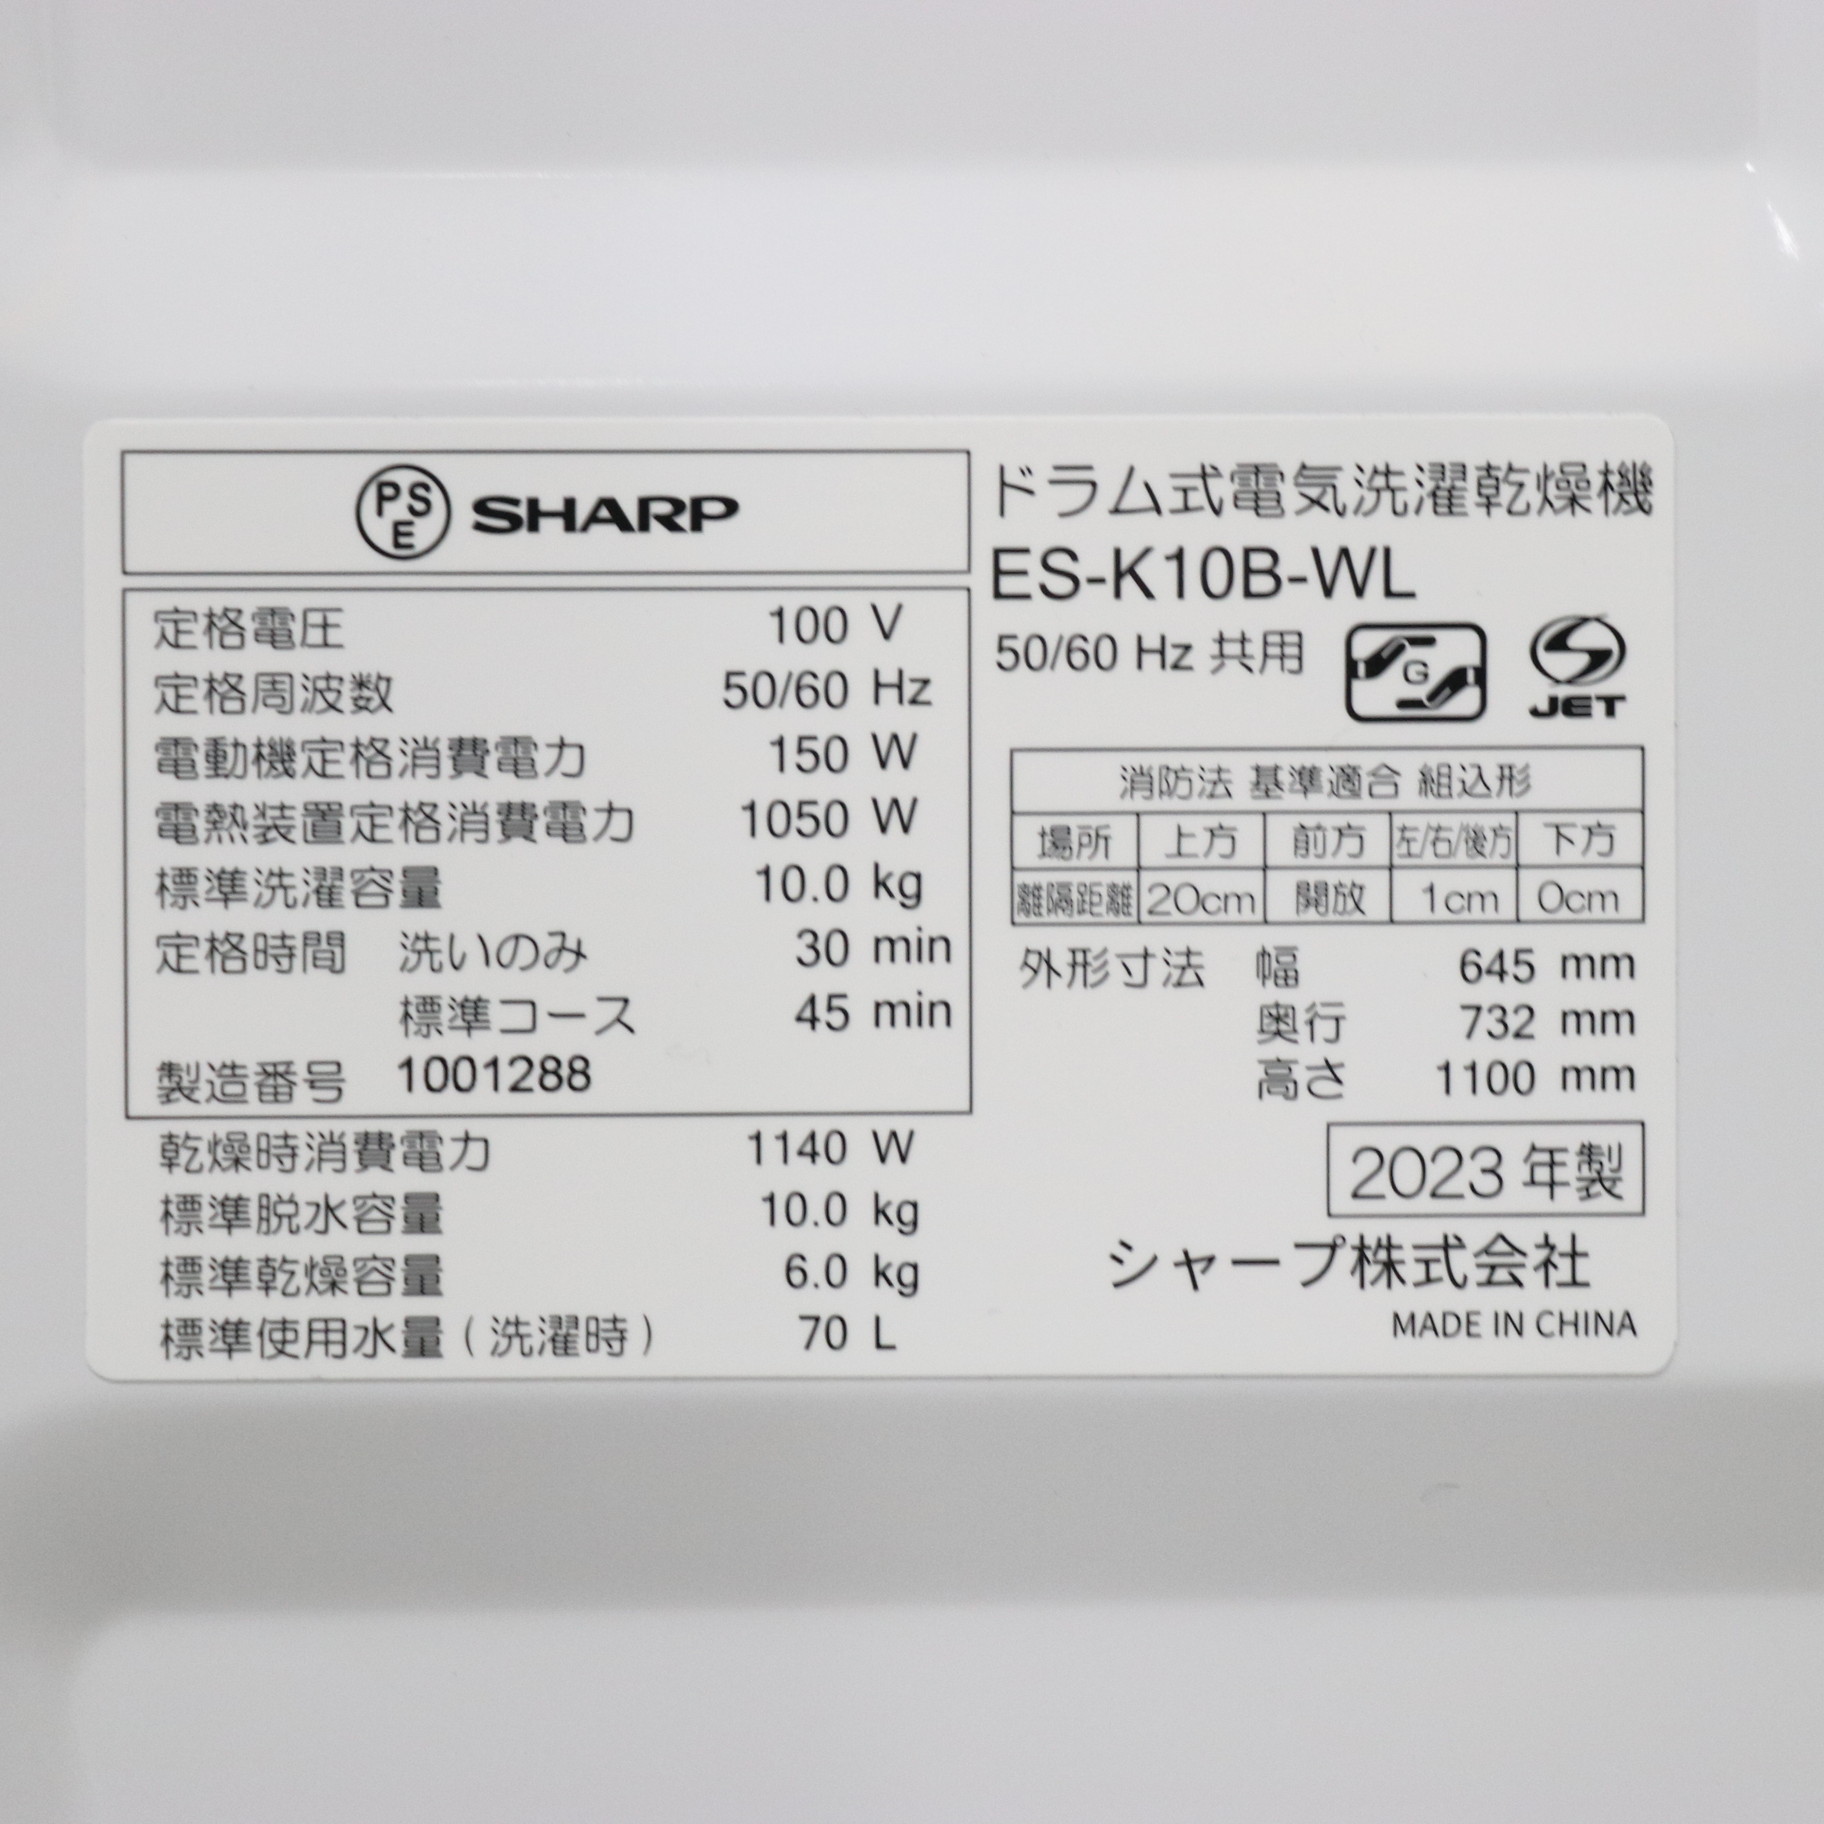 PSE SHARP
定格電圧 100 V
定格周波数 50/60 Hz
電動機定格消費電力 150 W
電熱装置定格消費電力 1050 W
標準洗濯容量 10.0 kg
定格時間 洗いのみ 30 min
標準コース 45 min
製造番号 1001288
乾燥時消費電力 1140 W
標準脱水容量 10.0 kg
標準乾燥容量 6.0 kg
標準使用水量 (洗濯時) 70 L
ドラム式電気洗濯乾燥機
ES-K10B-WL
50/60 Hz 共用 G S JET
消防法 基準適合 組込形
場所 上方 前方 左/右/後方 下方
離隔距離 20cm 開放 1cm 0cm
外形寸法 幅 645 mm
奥行 732 mm
高さ 1100 mm
2023 年製
シャープ株式会社
MADE IN CHINA